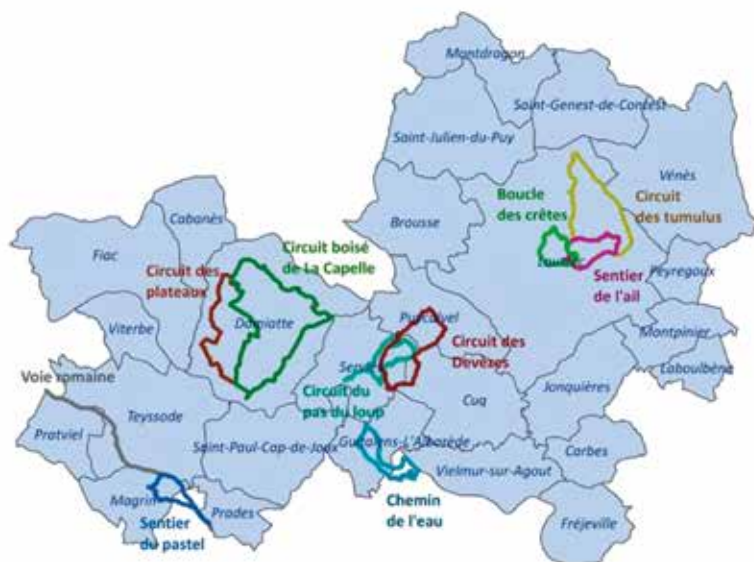 Montdragon
Saint-Genest-de-Contest
Saint-Julien-du-Puy
Vénès
Boucle
des crêtes
Circuit
des tumulus
Cabanès
Brousse
Fiac
Circuit boisé
de La Capelle
Circuit des
plateaux
Sentier
de l'ail
Peyregoux
Damiatte
Puycalvel
Viterbe
Montpinier
Circuit des
Devèzes
Laboulbène
Voie romaine
Serviès
Circuit du
pas du loup
Jonquières
Cuq
Teyssode
Pratviel
Saint-Paul-Cap-de-Joux
Guitalens-L'Albarède
Carbes
Vielmur-sur-Agout
Magrin
Prades
Sentier
du pastel
Chemin
de l'eau
Fréjeville